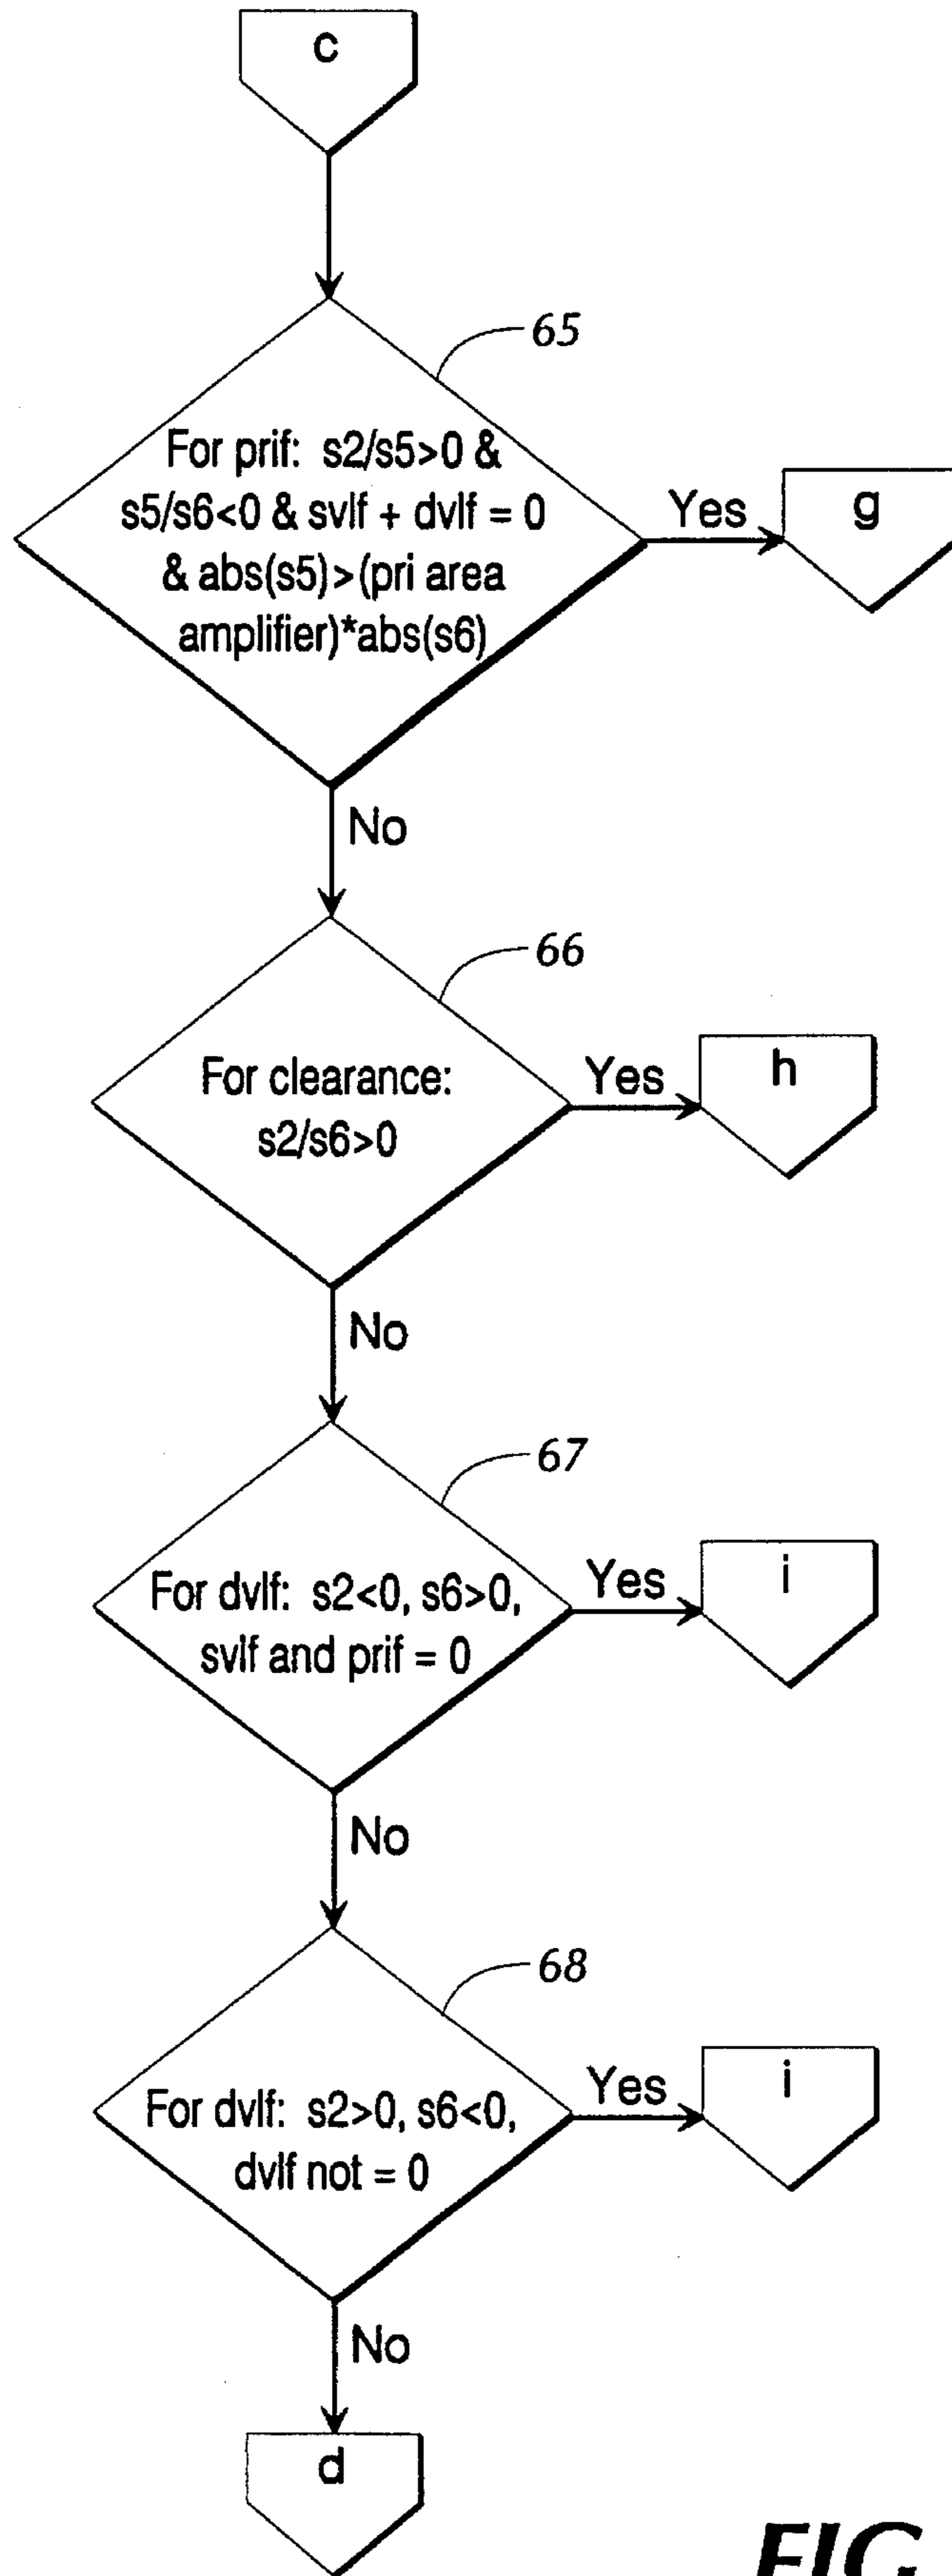 c
65
For prif: s2/s5>0 &
s5/s6<0 & svlf + dvlf = 0
& abs(s5)>(pri area
amplifier)*abs(s6)
Yes
g
No
66
For clearance:
s2/s6>0
Yes
h
No
67
For dvlf: s2<0, s6>0,
svlf and prif = 0
Yes
i
No
68
For dvlf: s2>0, s6<0,
dvlf not = 0
Yes
i
No
d
FIG